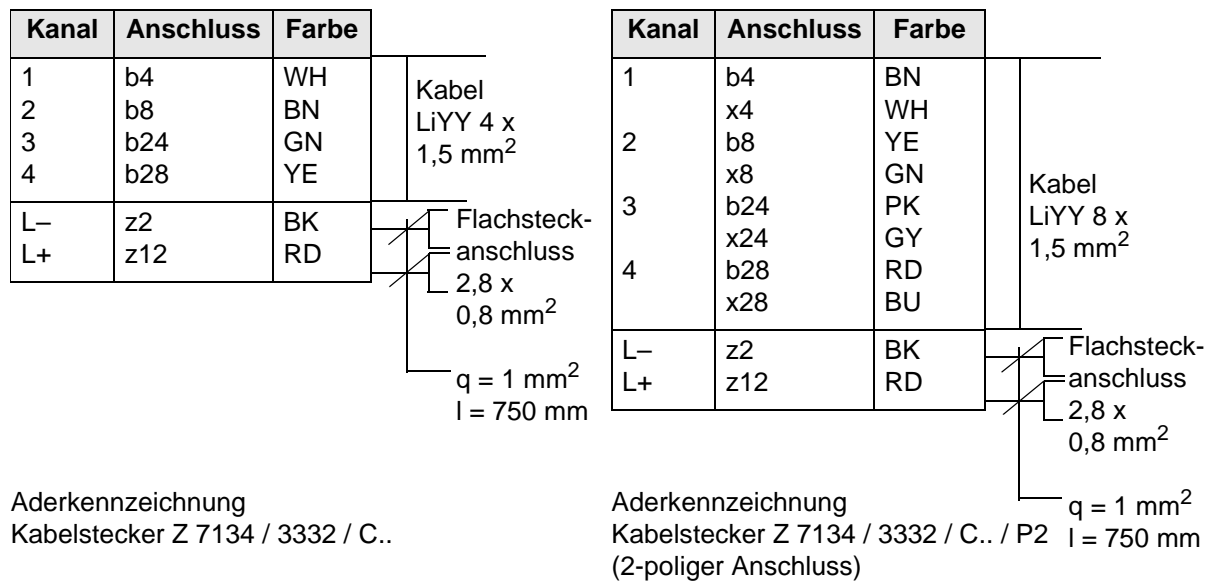 Kanal Anschluss Farbe
1 b4 WH
2 b8 BN
3 b24 GN
4 b28 YE
Kabel
LiYY 4 x
1,5 mm²
L– z2 BK
L+ z12 RD
Flachsteck-
anschluss
2,8 x
0,8 mm²
q = 1 mm²
l = 750 mm
Aderkennzeichnung
Kabelstecker Z 7134 / 3332 / C..
Kanal Anschluss Farbe
1 b4 BN
x4 WH
2 b8 YE
x8 GN
3 b24 PK
x24 GY
4 b28 RD
x28 BU
Kabel
LiYY 8 x
1,5 mm²
L– z2 BK
L+ z12 RD
Flachsteck-
anschluss
2,8 x
0,8 mm²
q = 1 mm²
l = 750 mm
Aderkennzeichnung
Kabelstecker Z 7134 / 3332 / C.. / P2
(2-poliger Anschluss)